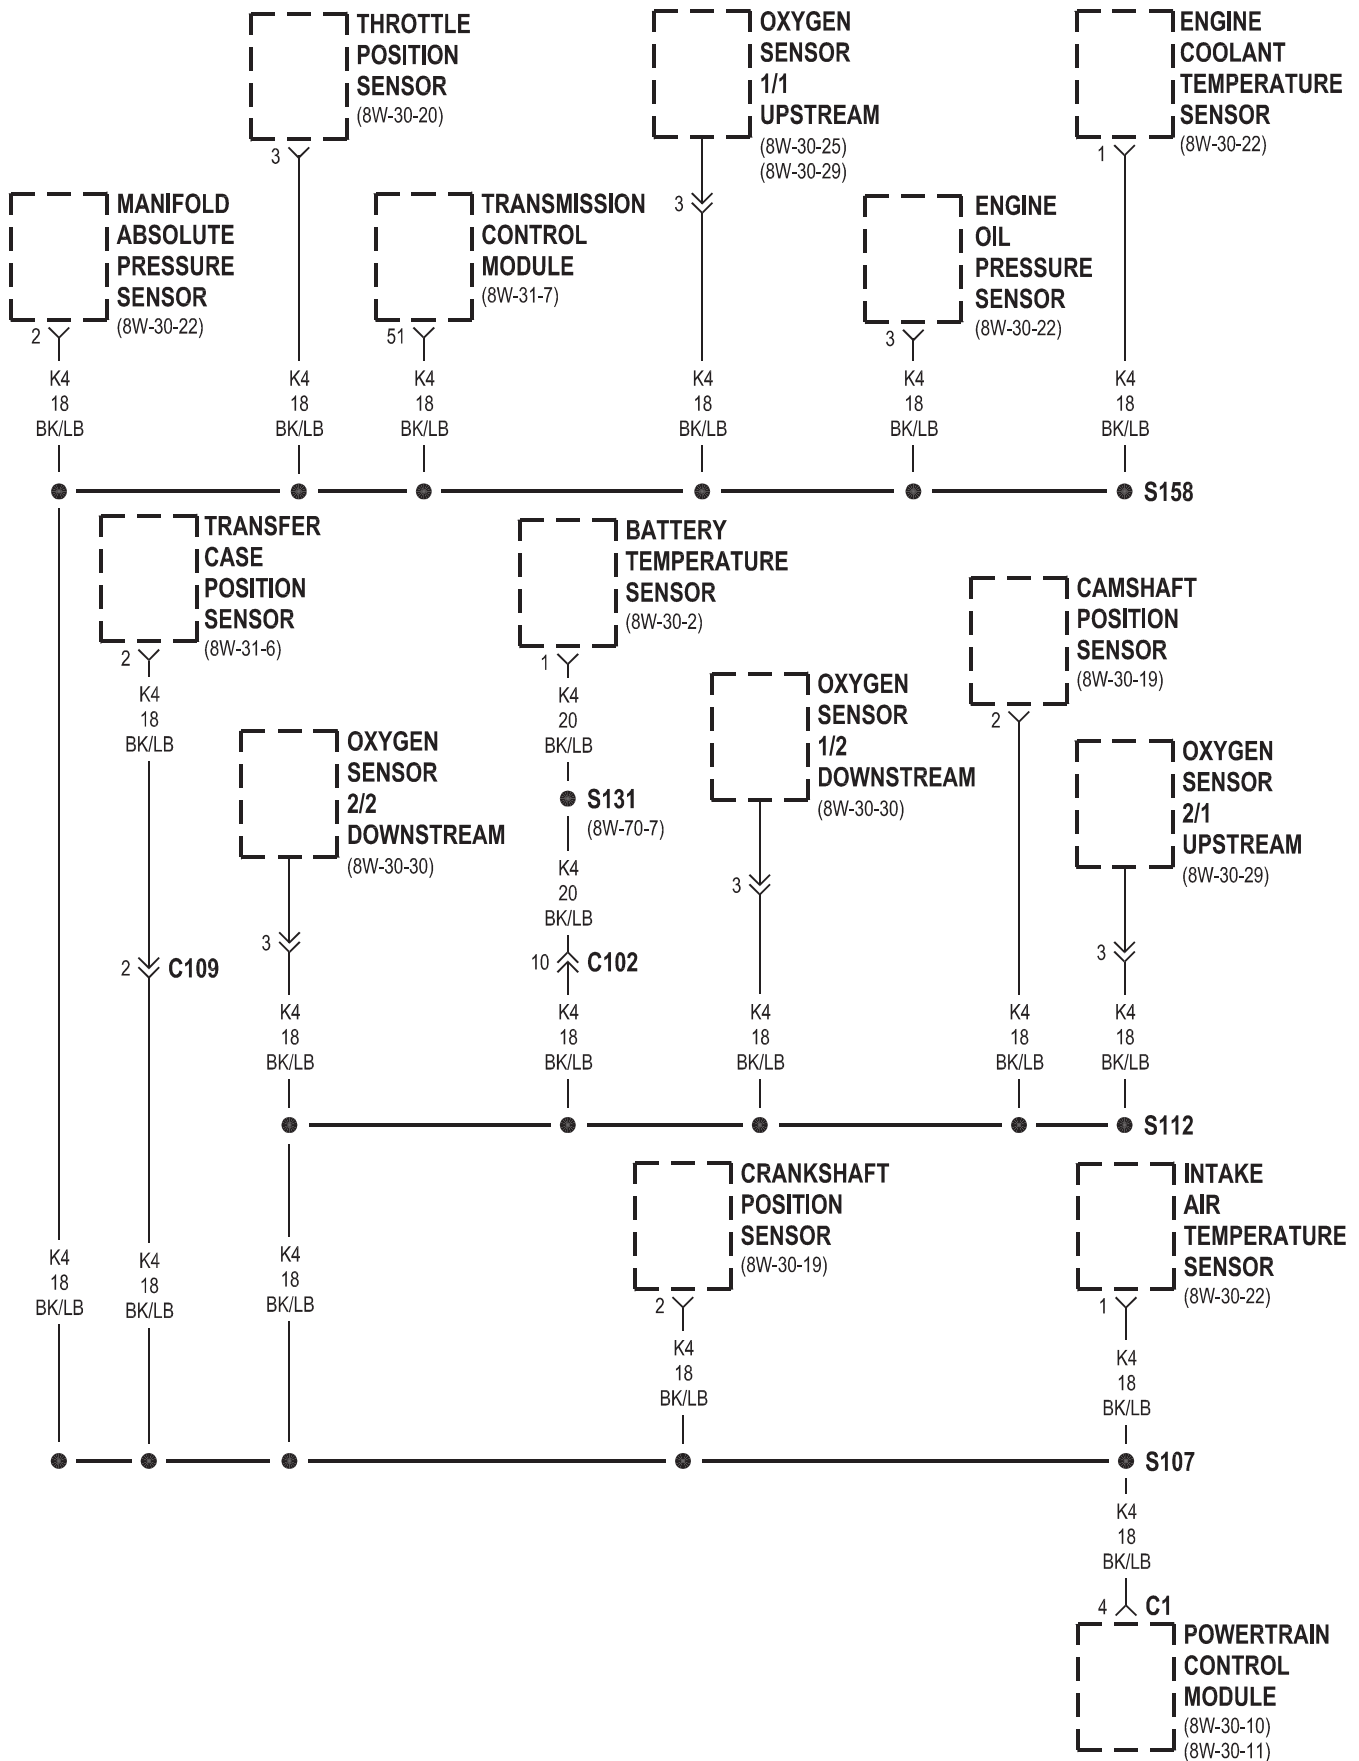 THROTTLE
POSITION
SENSOR
(8W-30-20)
3
OXYGEN
SENSOR
1/1
UPSTREAM
(8W-30-25)
(8W-30-29)
3
ENGINE
COOLANT
TEMPERATURE
SENSOR
(8W-30-22)
1
MANIFOLD
ABSOLUTE
PRESSURE
SENSOR
(8W-30-22)
2
TRANSMISSION
CONTROL
MODULE
(8W-31-7)
51
ENGINE
OIL
PRESSURE
SENSOR
(8W-30-22)
3
K4
18
BK/LB
K4
18
BK/LB
K4
18
BK/LB
K4
18
BK/LB
K4
18
BK/LB
K4
18
BK/LB
S158
TRANSFER
CASE
POSITION
SENSOR
(8W-31-6)
2
K4
18
BK/LB
BATTERY
TEMPERATURE
SENSOR
(8W-30-2)
1
K4
20
BK/LB
S131
(8W-70-7)
K4
20
BK/LB
10
C102
CAMSHAFT
POSITION
SENSOR
(8W-30-19)
2
OXYGEN
SENSOR
1/2
DOWNSTREAM
(8W-30-30)
3
OXYGEN
SENSOR
2/2
DOWNSTREAM
(8W-30-30)
3
OXYGEN
SENSOR
2/1
UPSTREAM
(8W-30-29)
3
2
C109
K4
18
BK/LB
K4
18
BK/LB
K4
18
BK/LB
K4
18
BK/LB
K4
18
BK/LB
S112
CRANKSHAFT
POSITION
SENSOR
(8W-30-19)
2
INTAKE
AIR
TEMPERATURE
SENSOR
(8W-30-22)
1
K4
18
BK/LB
K4
18
BK/LB
K4
18
BK/LB
K4
18
BK/LB
K4
18
BK/LB
S107
K4
18
BK/LB
4
C1
POWERTRAIN
CONTROL
MODULE
(8W-30-10)
(8W-30-11)